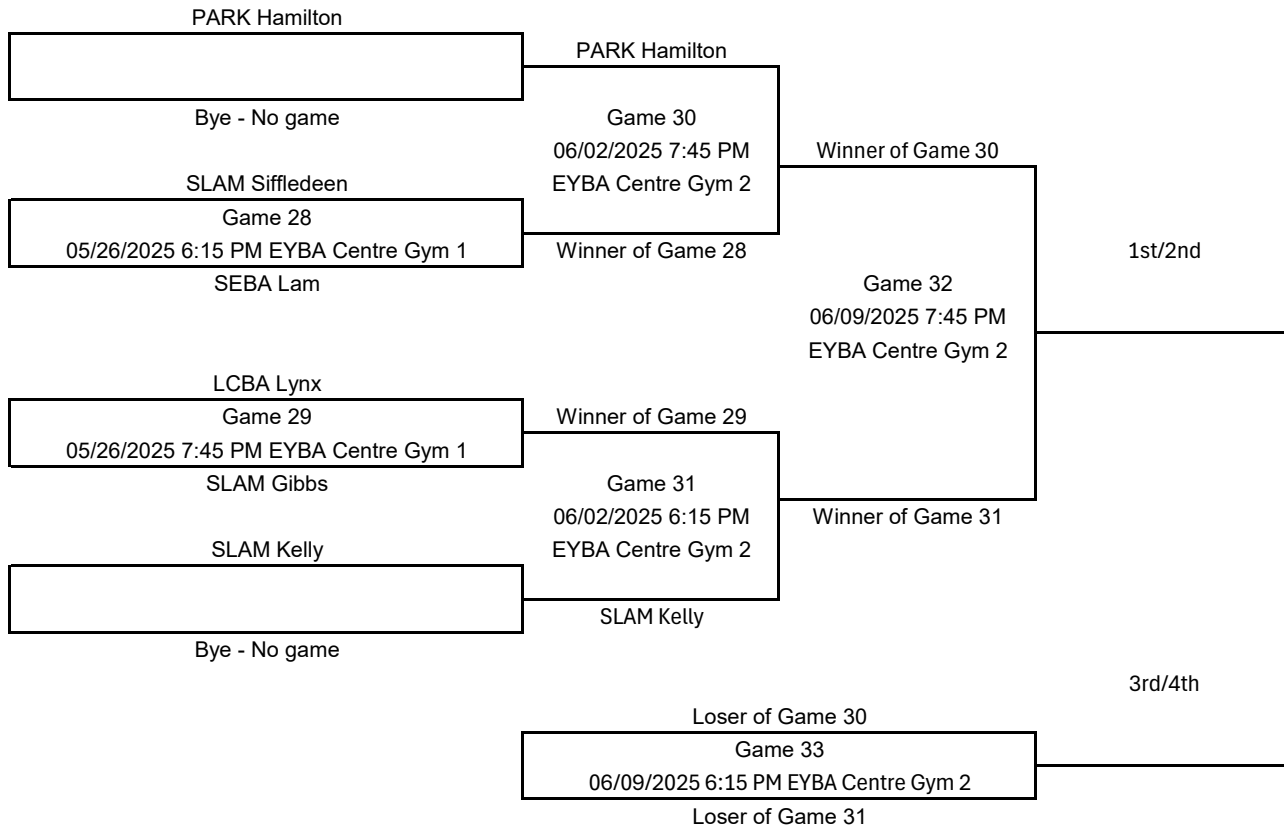 PARK Hamilton
Bye - No game
SLAM Siffledeen
Game 28
05/26/2025 6:15 PM EYBA Centre Gym 1
SEBA Lam
LCBA Lynx
Game 29
05/26/2025 7:45 PM EYBA Centre Gym 1
SLAM Gibbs
SLAM Kelly
Bye - No game
PARK Hamilton
Game 30
06/02/2025 7:45 PM
EYBA Centre Gym 2
Winner of Game 28
Winner of Game 29
Game 31
06/02/2025 6:15 PM
EYBA Centre Gym 2
SLAM Kelly
Winner of Game 30
Game 32
06/09/2025 7:45 PM
EYBA Centre Gym 2
Winner of Game 31
1st/2nd
Loser of Game 30
Game 33
06/09/2025 6:15 PM EYBA Centre Gym 2
Loser of Game 31
3rd/4th